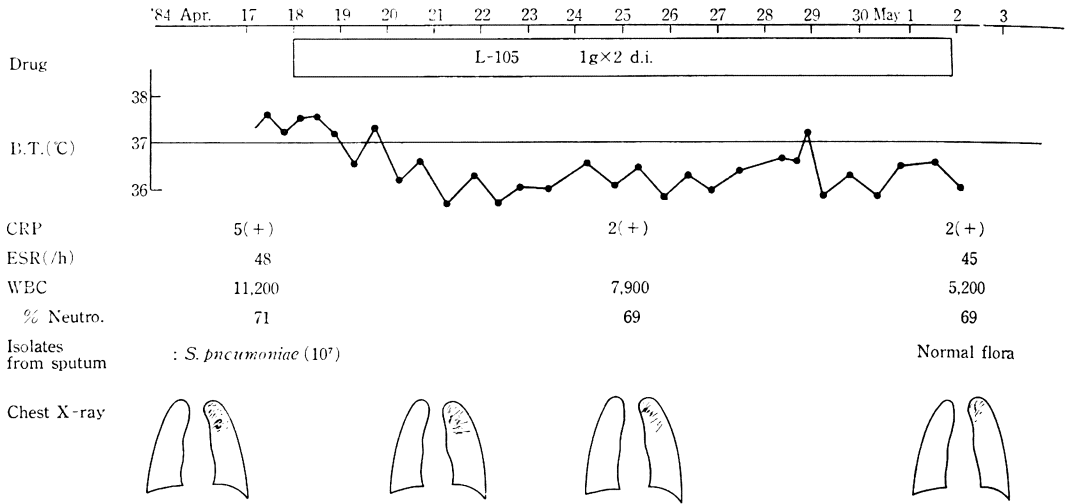 '84 Apr. 17 18 19 20 21 22 23 24 25 26 27 28 29 30 May 1 2 3
Drug L-105 1g×2 d.i.
38
B.T.(℃) 37
36
CRP 5(+) 2(+) 2(+)
ESR(/h) 48 45
WBC 11,200 7,900 5,200
% Neutro. 71 69 69
Isolates from sputum : S. pneumoniae (10⁷) Normal flora
Chest X-ray